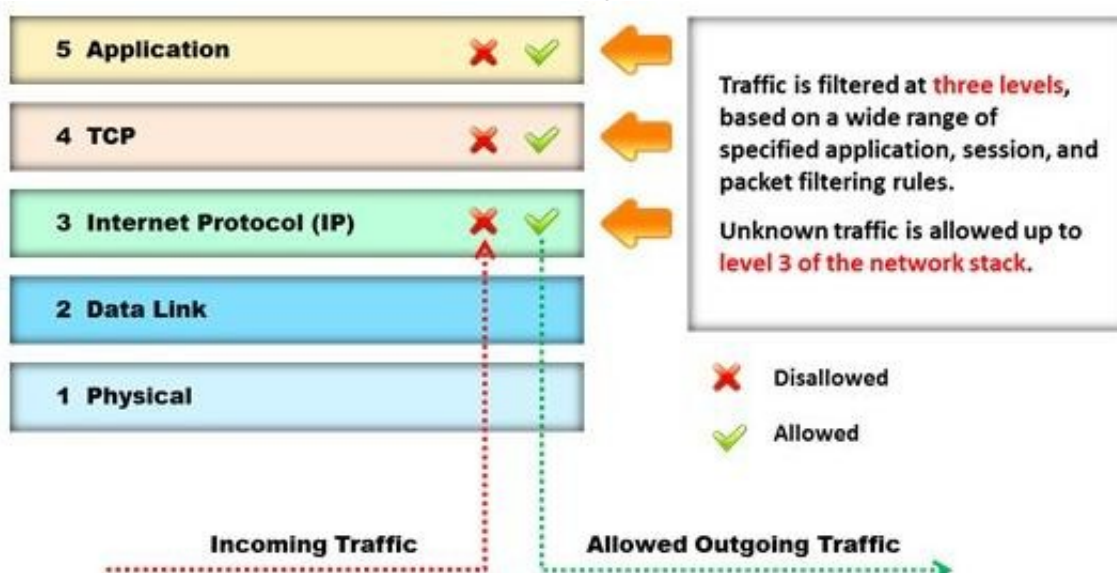 5 Application
4 TCP
3 Internet Protocol (IP)
2 Data Link
1 Physical
Traffic is filtered at three levels,
based on a wide range of
specified application, session, and
packet filtering rules.
Unknown traffic is allowed up to
level 3 of the network stack.
Disallowed
Allowed
Incoming Traffic
Allowed Outgoing Traffic